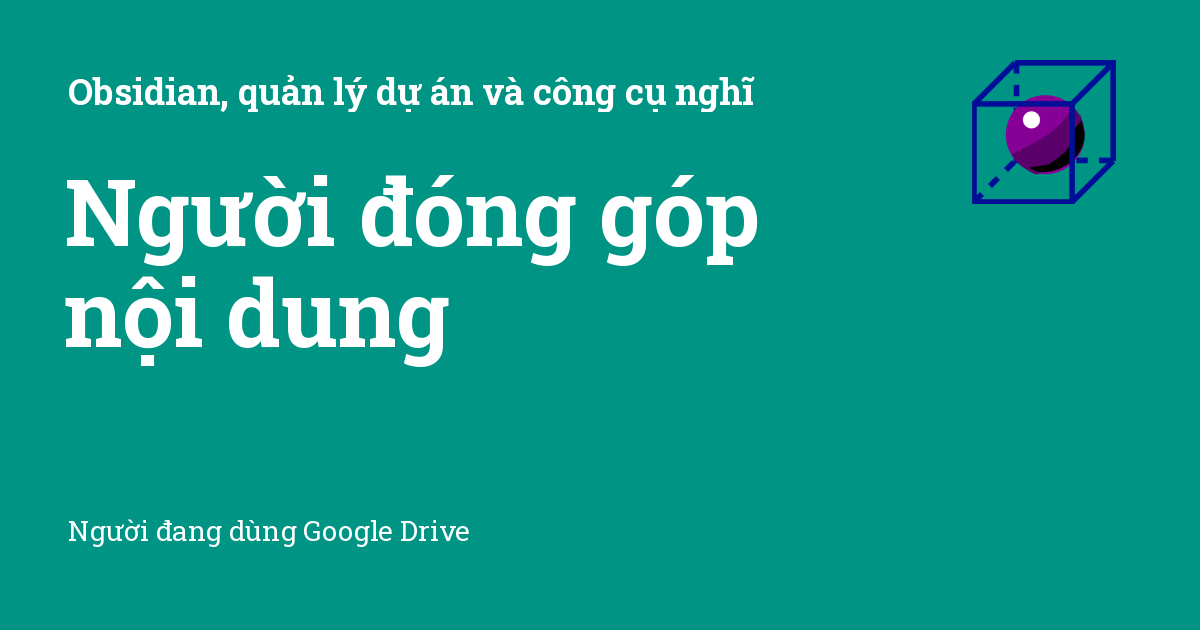 Obsidian, quản lý dự án và công cụ nghĩ
Người đóng góp
nội dung
Người đang dùng Google Drive